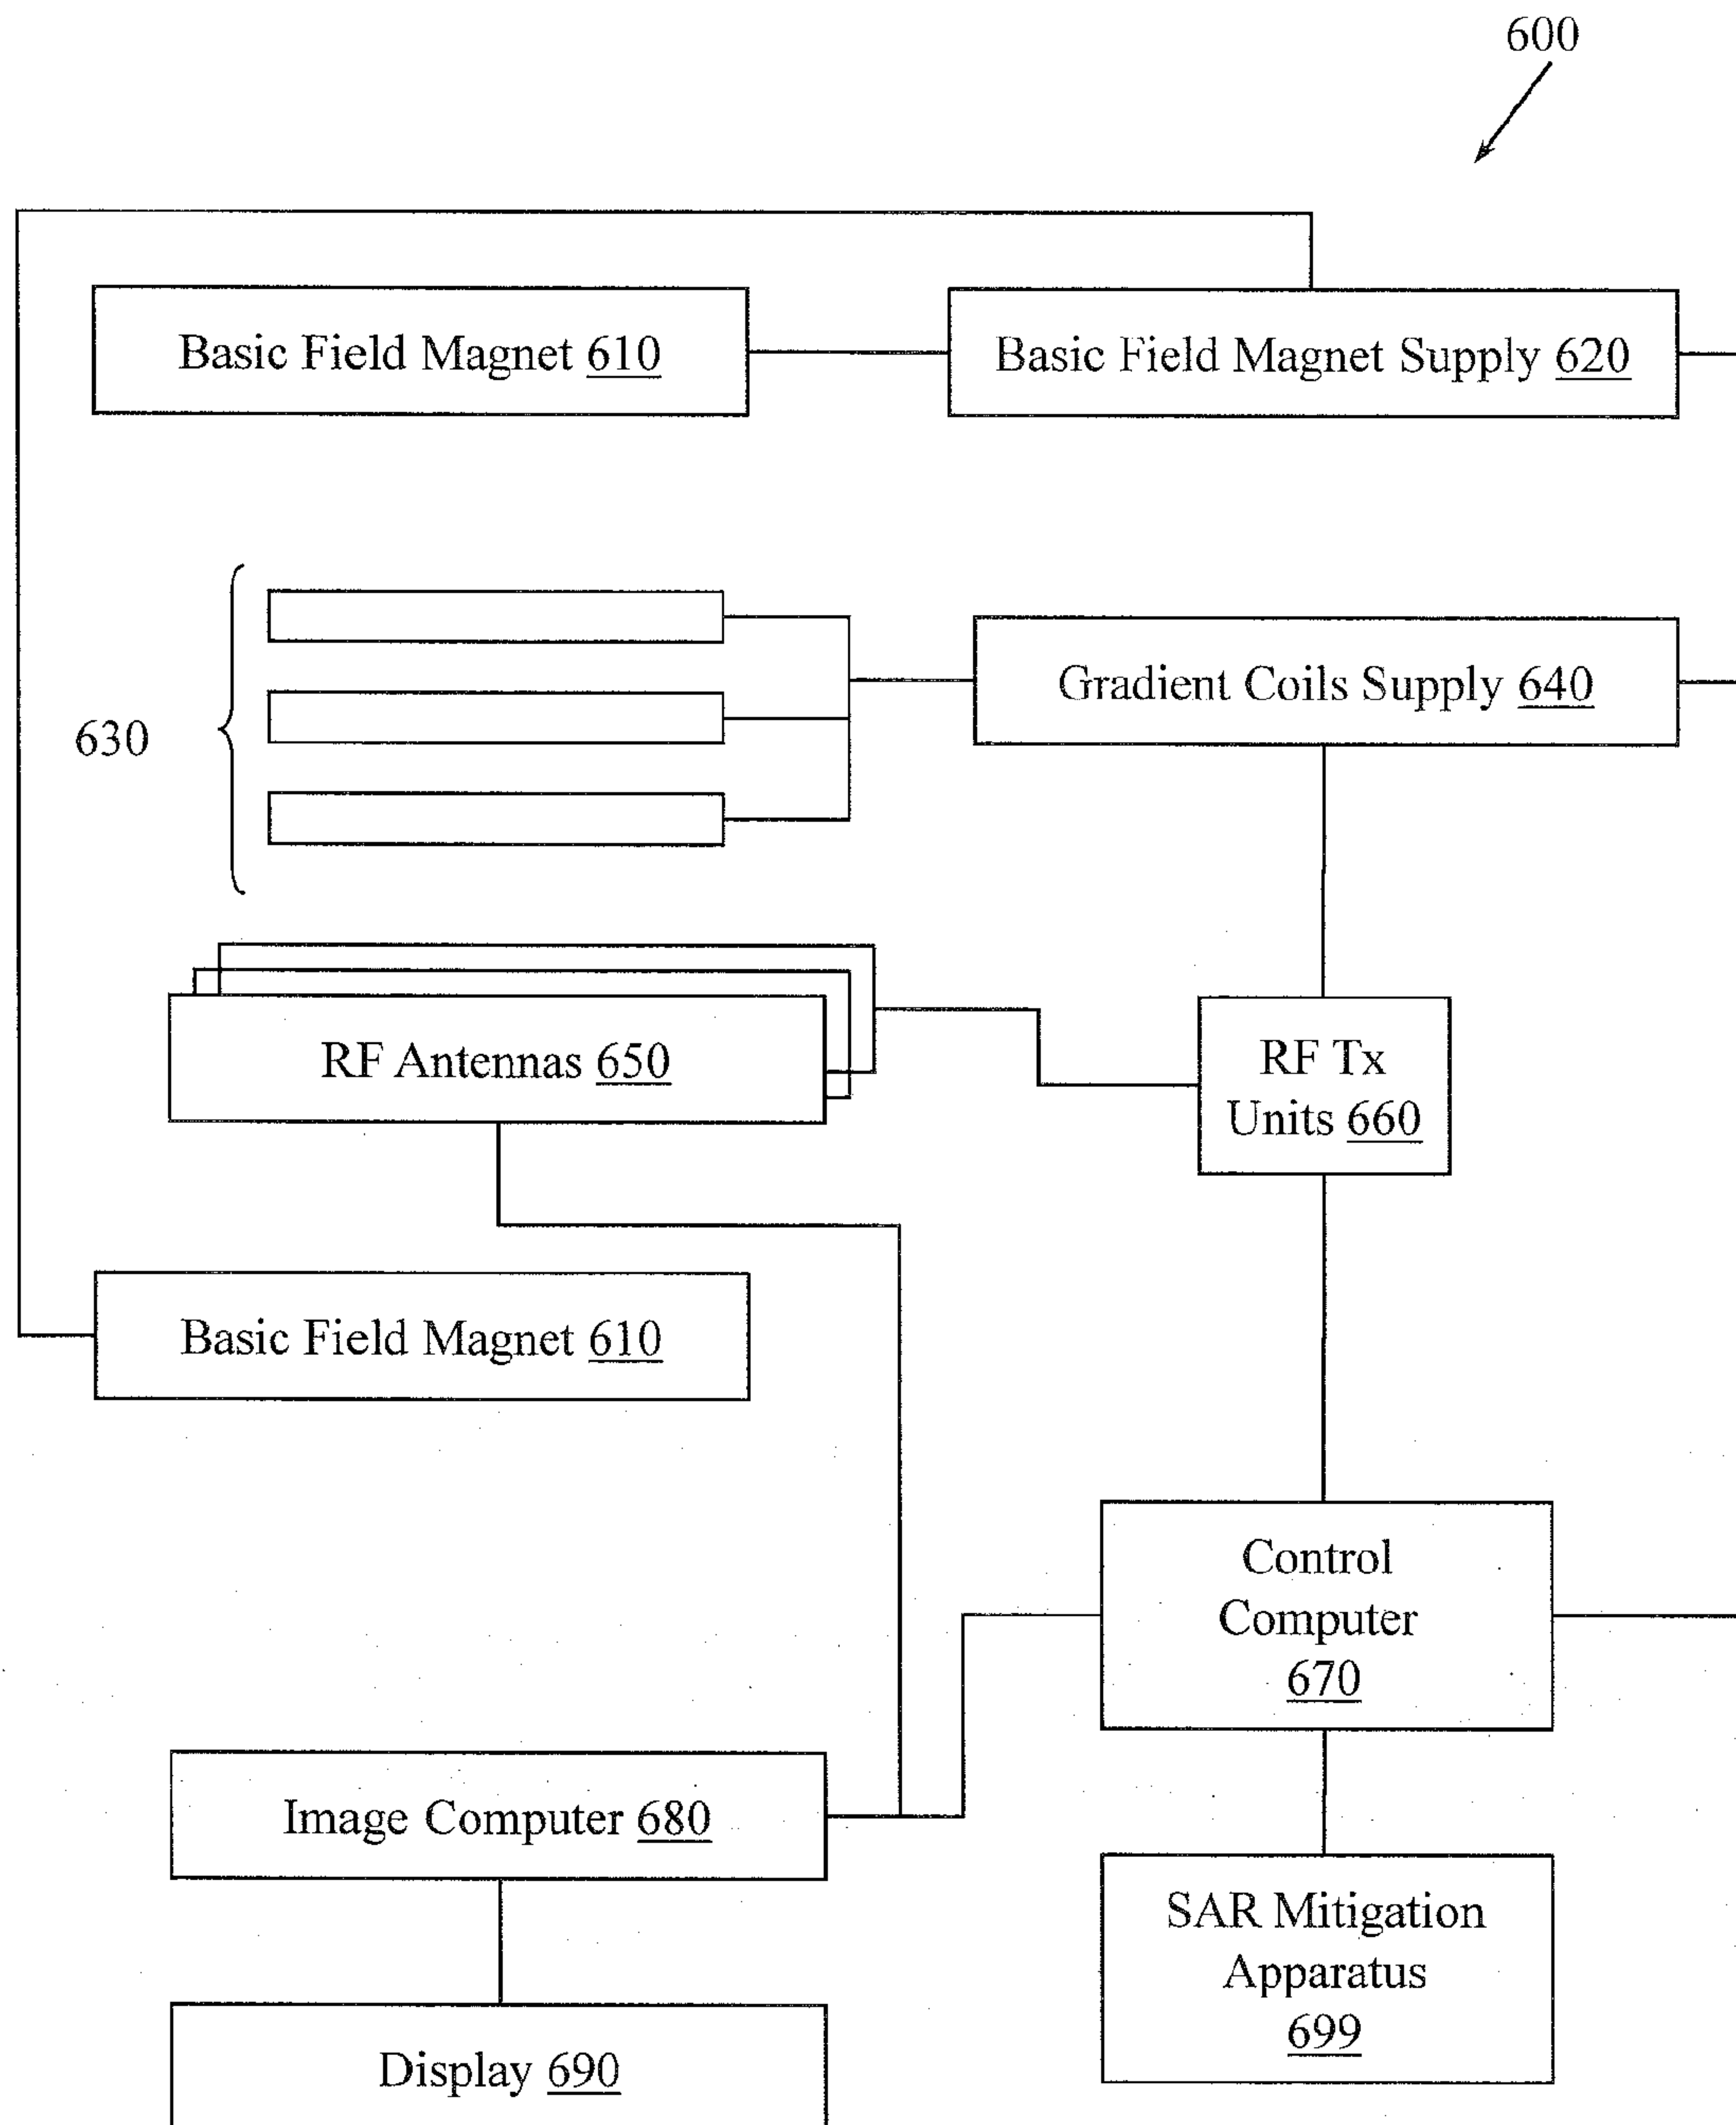 600
Basic Field Magnet 610
Basic Field Magnet Supply 620
630
Gradient Coils Supply 640
RF Antennas 650
RF Tx
Units 660
Basic Field Magnet 610
Control
Computer
670
Image Computer 680
SAR Mitigation
Apparatus
699
Display 690